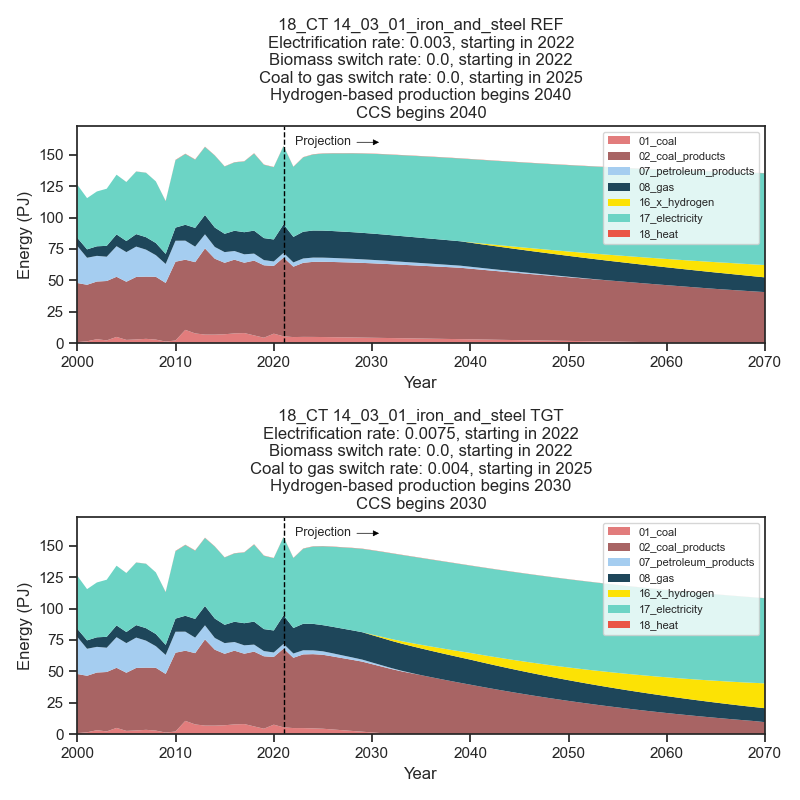 18_CT 14_03_01_iron_and_steel REF
Electrification rate: 0.003, starting in 2022
Biomass switch rate: 0.0, starting in 2022
Coal to gas switch rate: 0.0, starting in 2025
Hydrogen-based production begins 2040
CCS begins 2040
Projection
01_coal
02_coal_products
07_petroleum_products
08_gas
16_x_hydrogen
17_electricity
18_heat
Energy (PJ)
150
125
100
75
50
25
0
2000 2010 2020 2030 2040 2050 2060 2070
Year
18_CT 14_03_01_iron_and_steel TGT
Electrification rate: 0.0075, starting in 2022
Biomass switch rate: 0.0, starting in 2022
Coal to gas switch rate: 0.004, starting in 2025
Hydrogen-based production begins 2030
CCS begins 2030
Projection
01_coal
02_coal_products
07_petroleum_products
08_gas
16_x_hydrogen
17_electricity
18_heat
Energy (PJ)
150
125
100
75
50
25
0
2000 2010 2020 2030 2040 2050 2060 2070
Year